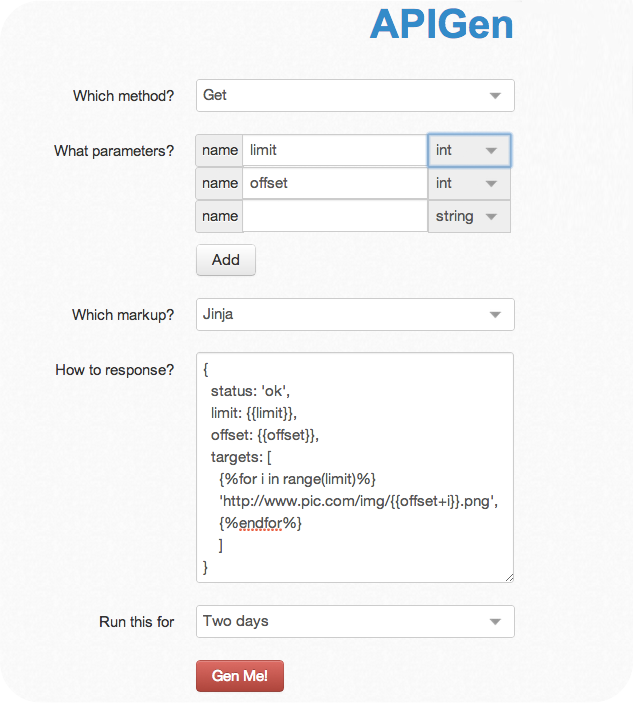 APIGen
Which method? Get
What parameters? name limit int
name offset int
name string
Add
Which markup? Jinja
How to response? {
status: 'ok',
limit: {{limit}},
offset: {{offset}},
targets: [
{%for i in range(limit)%}
'http://www.pic.com/img/{{offset+i}}.png',
{%endfor%}
]
}
Run this for Two days
Gen Me!